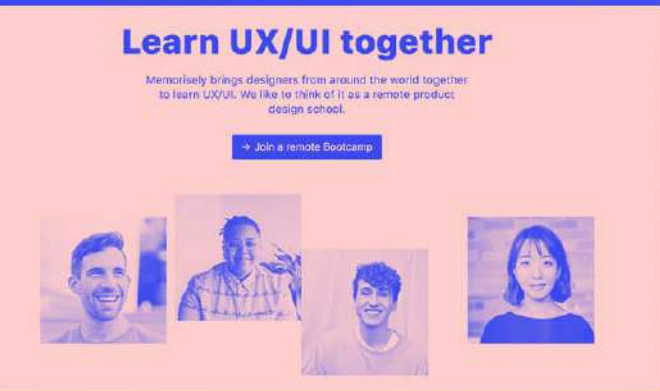 Learn UX/UI together
Memorisely brings designers from around the world together
to learn UX/UI. We like to think of it as a remote product
design school.
→ Join a remote Bootcamp